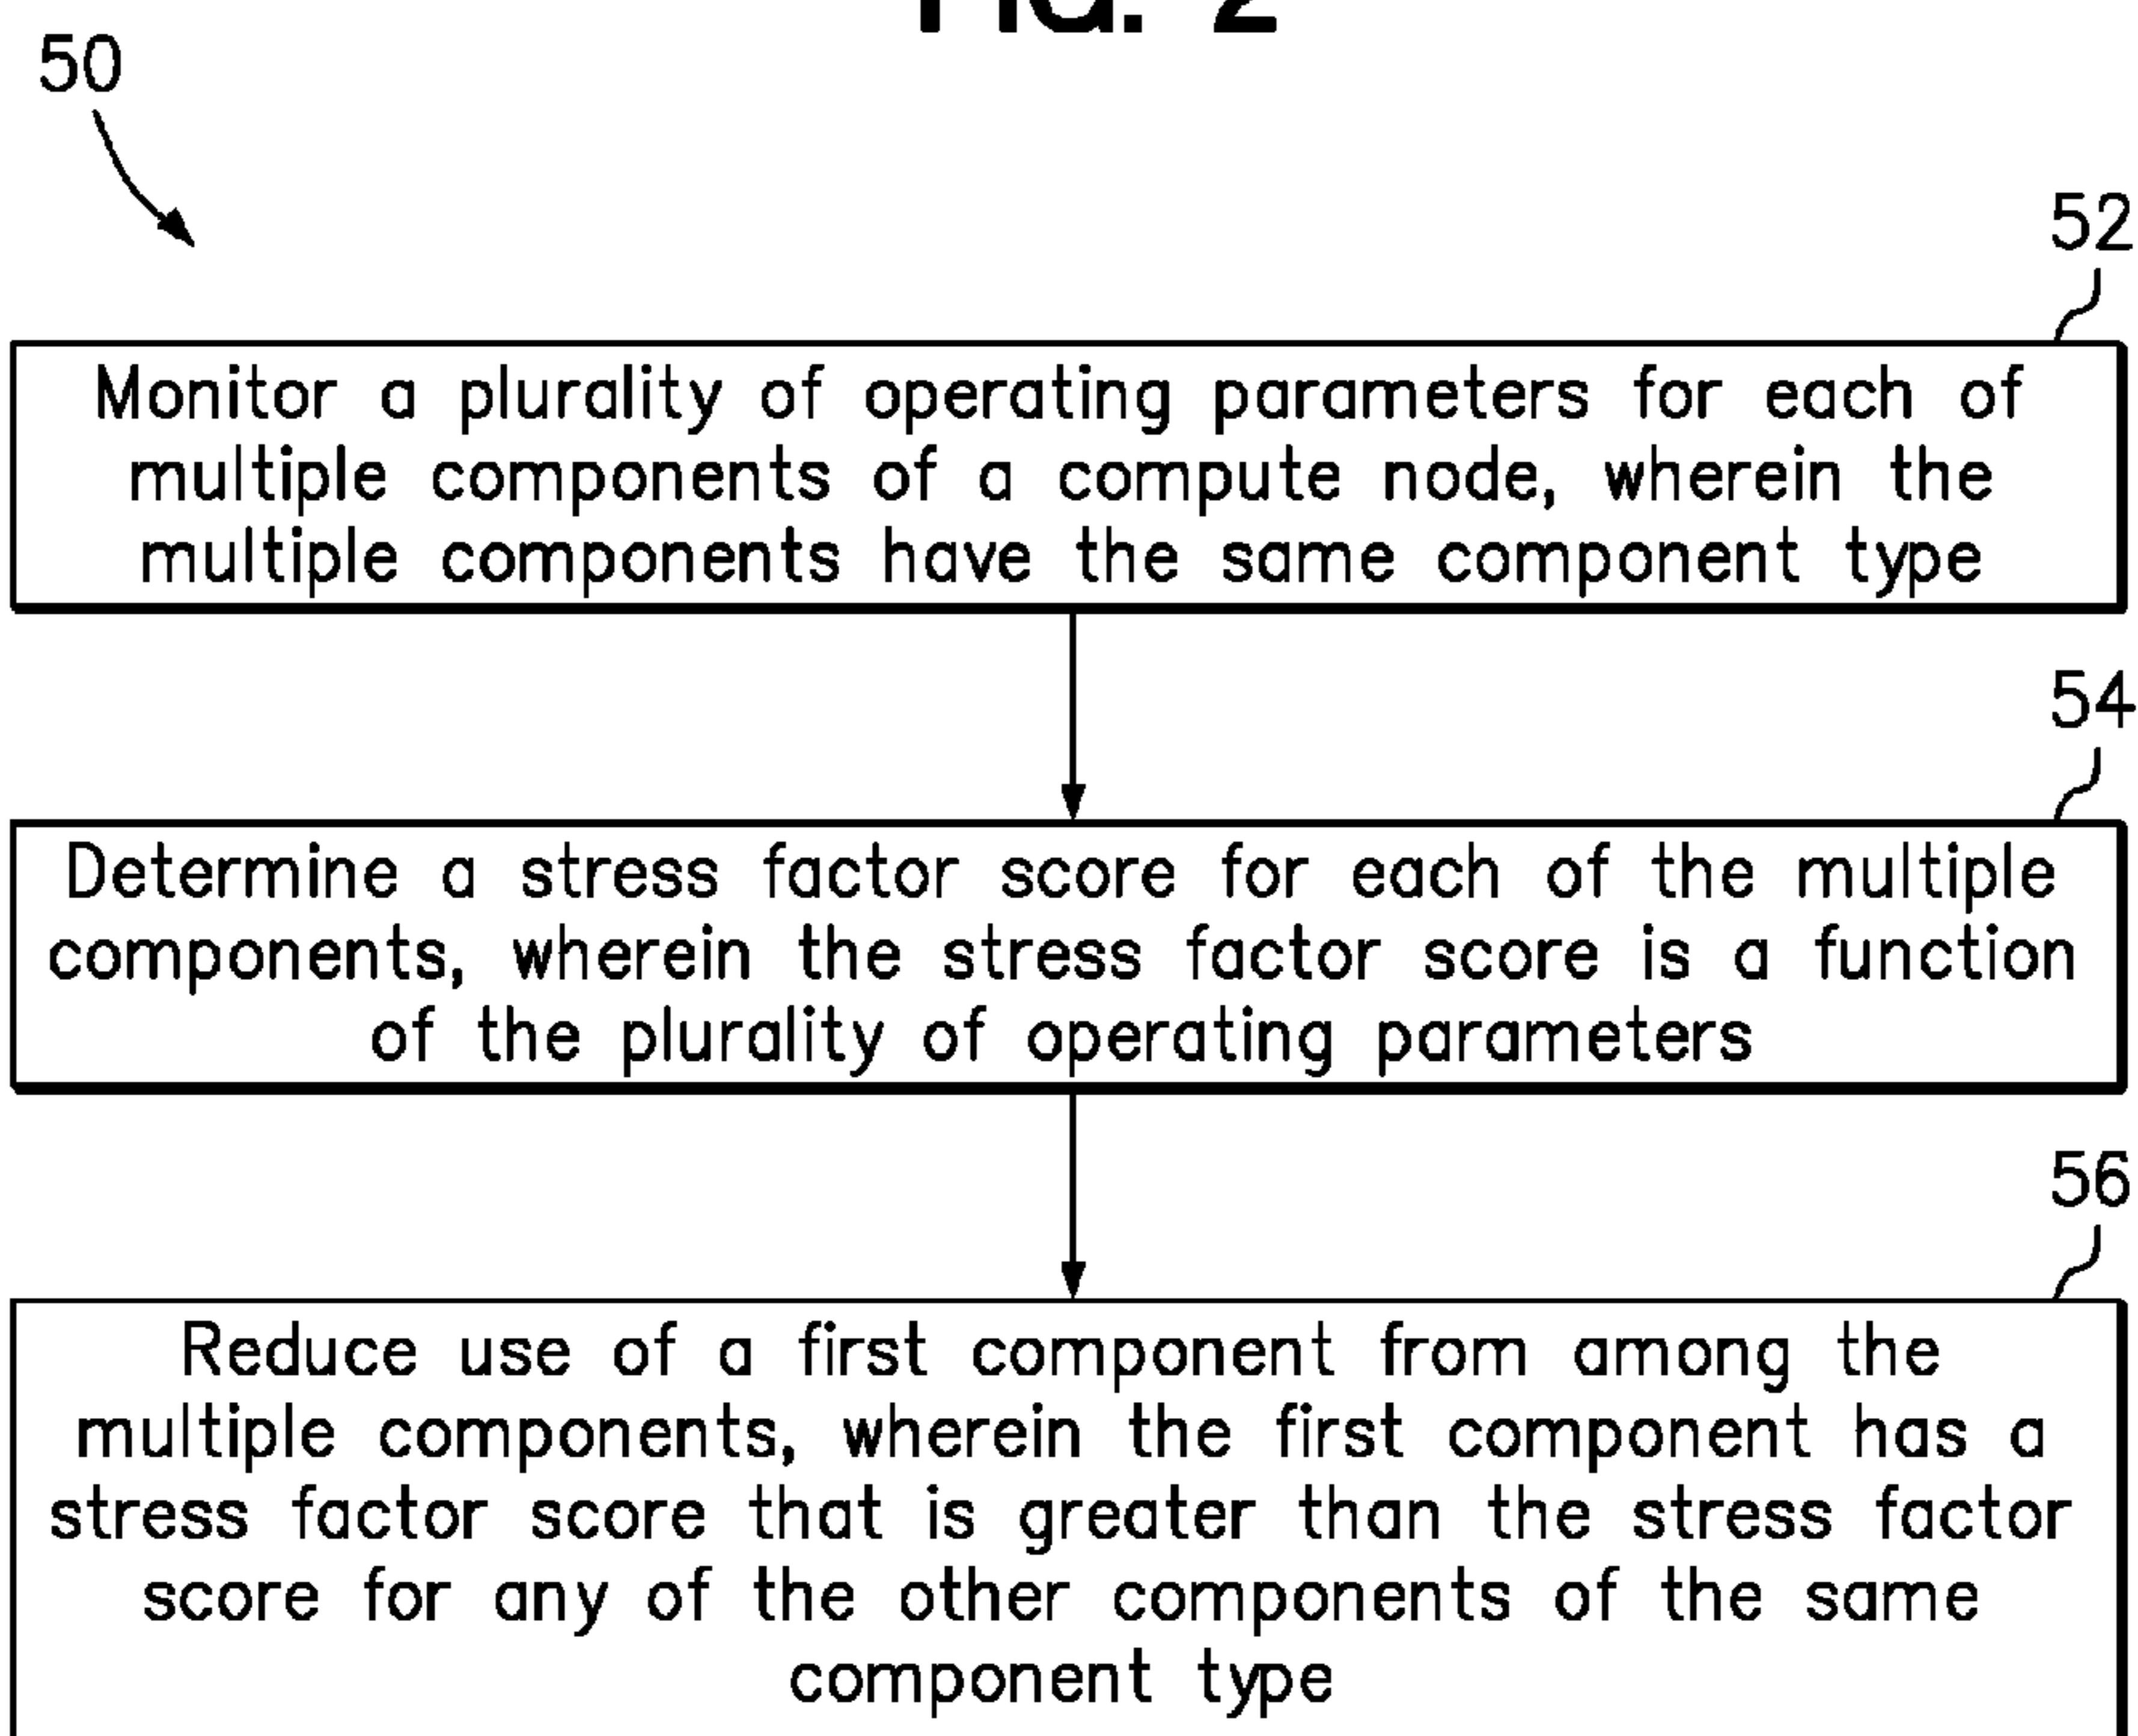 FIG. 2
50
52
Monitor a plurality of operating parameters for each of
multiple components of a compute node, wherein the
multiple components have the same component type
54
Determine a stress factor score for each of the multiple
components, wherein the stress factor score is a function
of the plurality of operating parameters
56
Reduce use of a first component from among the
multiple components, wherein the first component has a
stress factor score that is greater than the stress factor
score for any of the other components of the same
component type